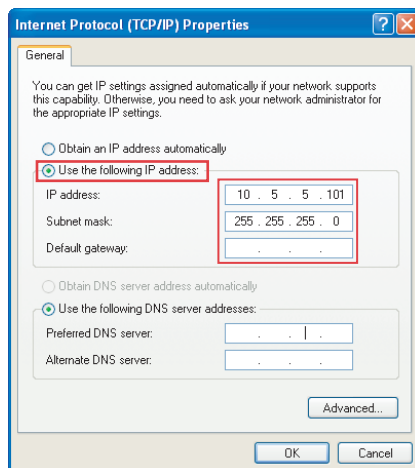 Internet Protocol (TCP/IP) Properties
General
You can get IP settings assigned automatically if your network supports
this capability. Otherwise, you need to ask your network administrator for
the appropriate IP settings.
Obtain an IP address automatically
Use the following IP address:
IP address: 10 . 5 . 5 . 101
Subnet mask: 255 . 255 . 255 . 0
Default gateway: . . .
Obtain DNS server address automatically
Use the following DNS server addresses:
Preferred DNS server: . . .
Alternate DNS server: . . .
Advanced...
OK Cancel